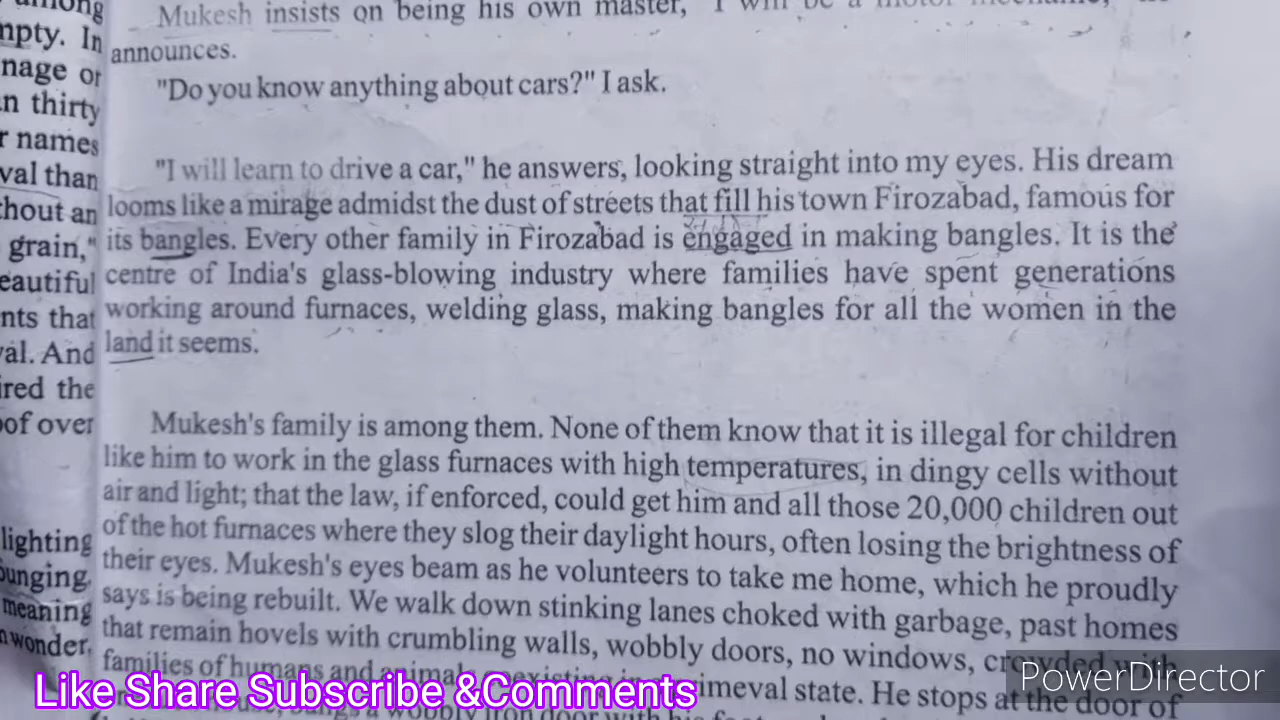 among
mpty. In
nage or
n thirty
r names
val than
thout an
grain,"
eautiful
nts that
val. And
ired the
oof over
lighting
ounging
meaning
wonder.
Mukesh insists on being his own master, "I will be a motor mechanic," he
announces.
"Do you know anything about cars?" I ask.
"I will learn to drive a car," he answers, looking straight into my eyes. His dream
looms like a mirage admidst the dust of streets that fill his town Firozabad, famous for
its bangles. Every other family in Firozabad is engaged in making bangles. It is the
centre of India's glass-blowing industry where families have spent generations
working around furnaces, welding glass, making bangles for all the women in the
land it seems.
Mukesh's family is among them. None of them know that it is illegal for children
like him to work in the glass furnaces with high temperatures, in dingy cells without
air and light; that the law, if enforced, could get him and all those 20,000 children out
of the hot furnaces where they slog their daylight hours, often losing the brightness of
their eyes. Mukesh's eyes beam as he volunteers to take me home, which he proudly
says is being rebuilt. We walk down stinking lanes choked with garbage, past homes
that remain hovels with crumbling walls, wobbly doors, no windows, crowded with
families of humans and animals coexisting in a primeval state. He stops at the door of
bangs a wobbly iron door with his foot
Like Share Subscribe &Comments
PowerDirector